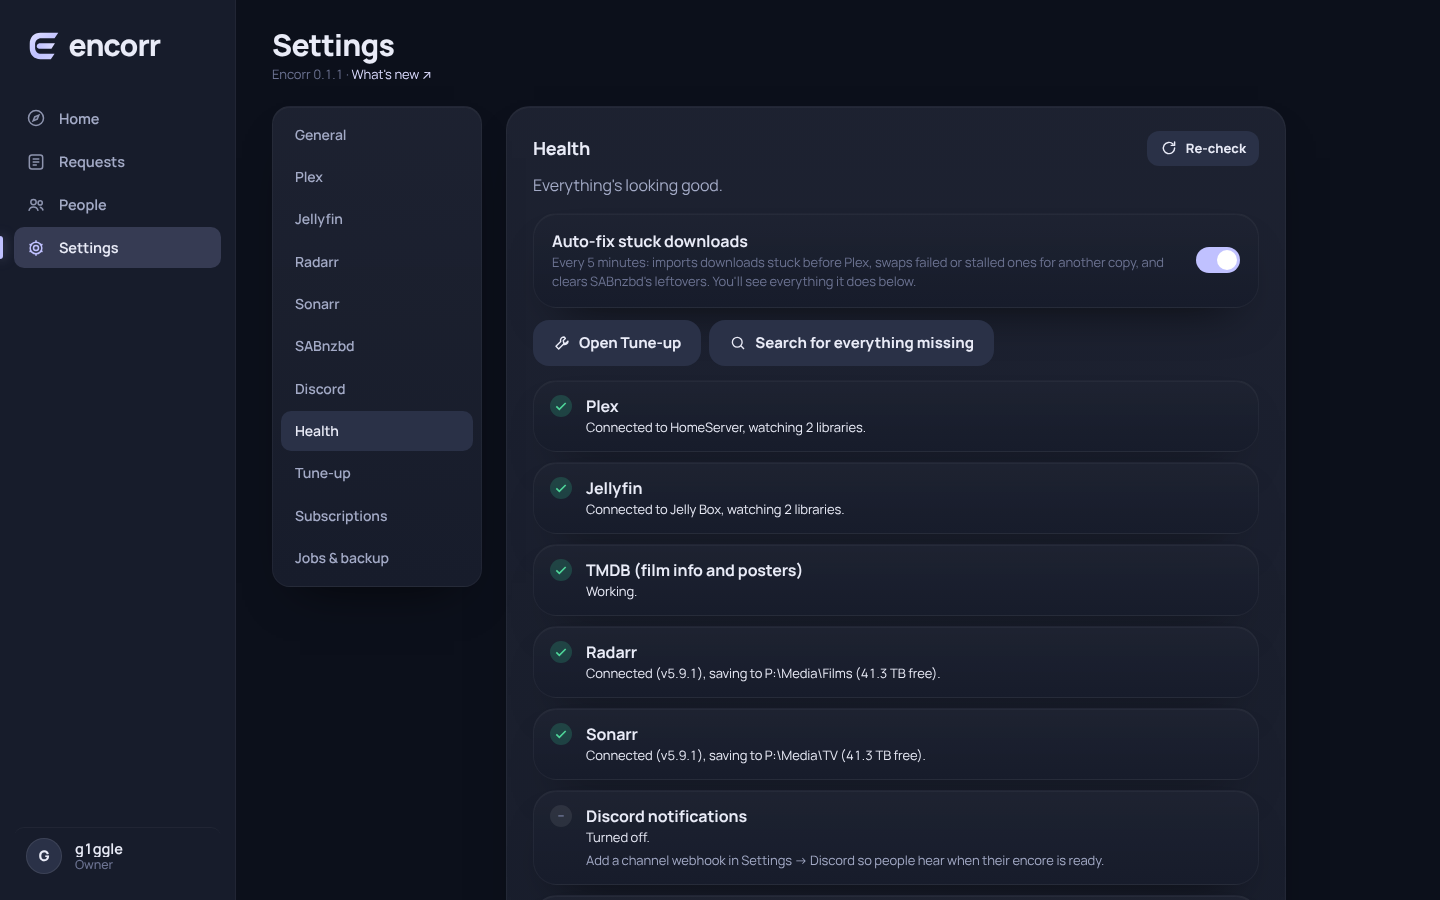 encorr
Home
Requests
People
Settings
g1ggle
Owner
G
Settings
Encorr 0.1.1 · What's new ↗
General
Plex
Jellyfin
Radarr
Sonarr
SABnzbd
Discord
Health
Tune-up
Subscriptions
Jobs & backup
Health
Re-check
Everything's looking good.
Auto-fix stuck downloads
Every 5 minutes: imports downloads stuck before Plex, swaps failed or stalled ones for another copy, and
clears SABnzbd's leftovers. You'll see everything it does below.
Open Tune-up
Search for everything missing
Plex
Connected to HomeServer, watching 2 libraries.
Jellyfin
Connected to Jelly Box, watching 2 libraries.
TMDB (film info and posters)
Working.
Radarr
Connected (v5.9.1), saving to P:\Media\Films (41.3 TB free).
Sonarr
Connected (v5.9.1), saving to P:\Media\TV (41.3 TB free).
Discord notifications
Turned off.
Add a channel webhook in Settings → Discord so people hear when their encore is ready.